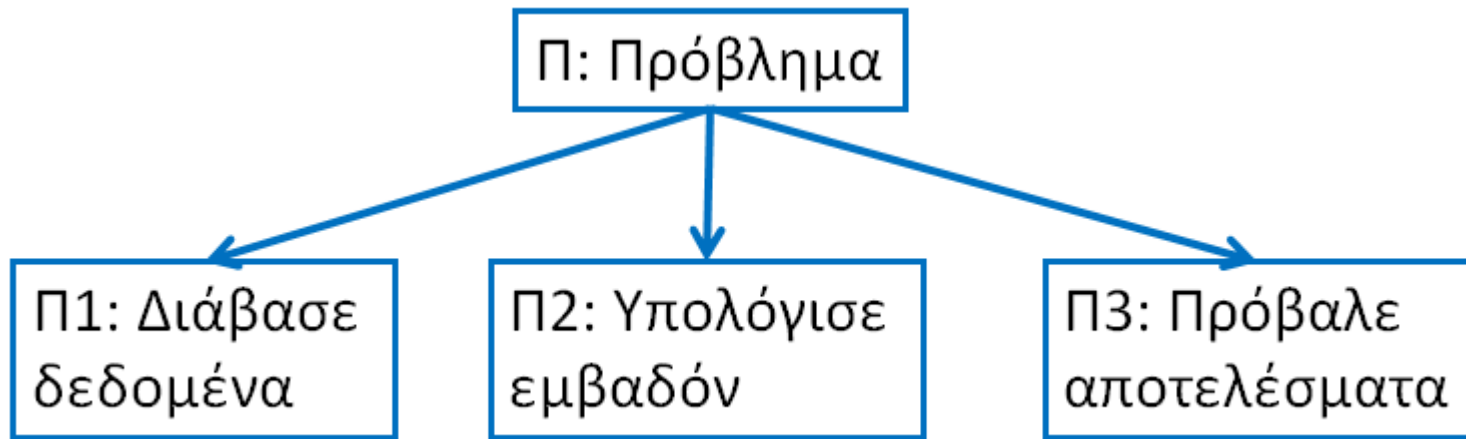 Π: Πρόβλημα
Π1: Διάβασε
δεδομένα
Π2: Υπολόγισε
εμβαδόν
Π3: Πρόβαλε
αποτελέσματα